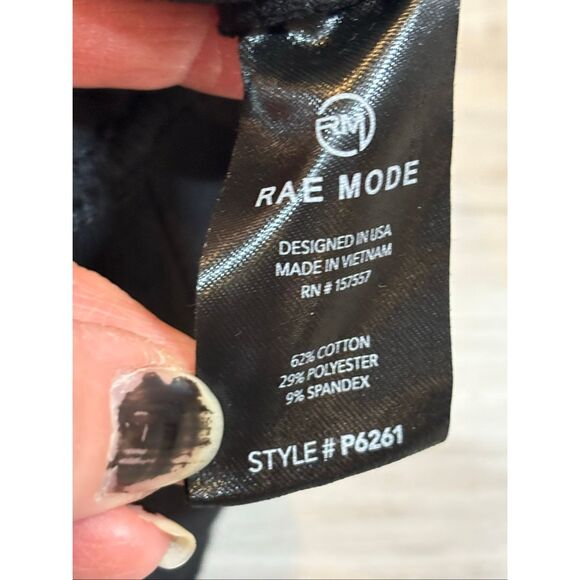 RM
RAE MODE
DESIGNED IN USA
MADE IN VIETNAM
RN # 157557
62% COTTON
29% POLYESTER
9% SPANDEX
STYLE # P6261